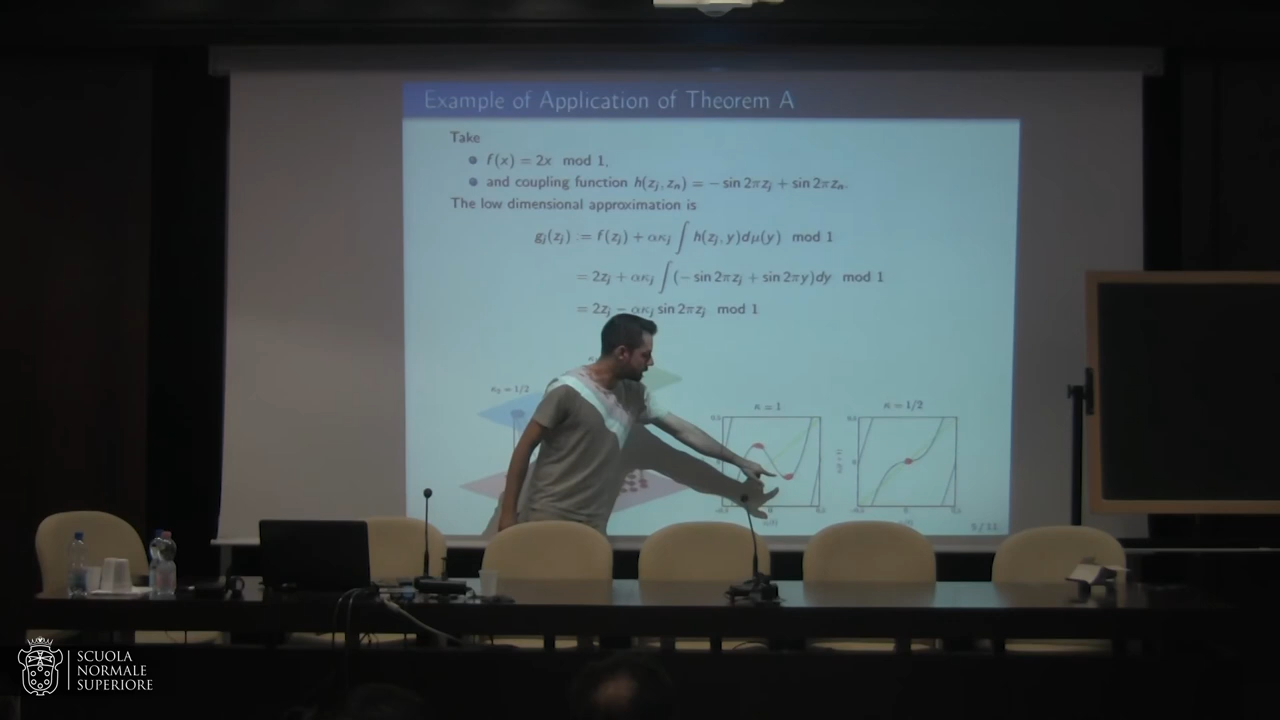 Example of Application of Theorem A
Take
f(x) = 2x mod 1,
and coupling function h(z_j, z_n) = − sin 2πz_j + sin 2πz_n.
The low dimensional approximation is
g_j(z_j) := f(z_j) + ακ_j ∫ h(z_j, y)dμ(y) mod 1
= 2z_j + ακ_j ∫ (− sin 2πz_j + sin 2πy)dy mod 1
= 2z_j − ακ_j sin 2πz_j mod 1
= 1/2
κ = 1
κ = 1/2
SCUOLA
NORMALE
SUPERIORE